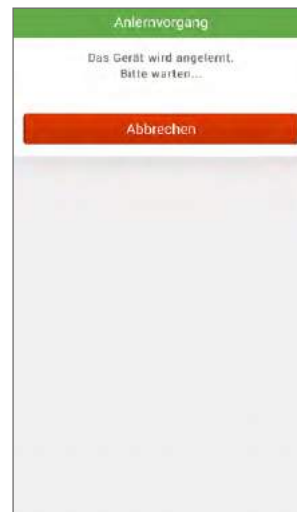 Anlernvorgang
Das Gerät wird angelernt.
Bitte warten...
Abbrechen